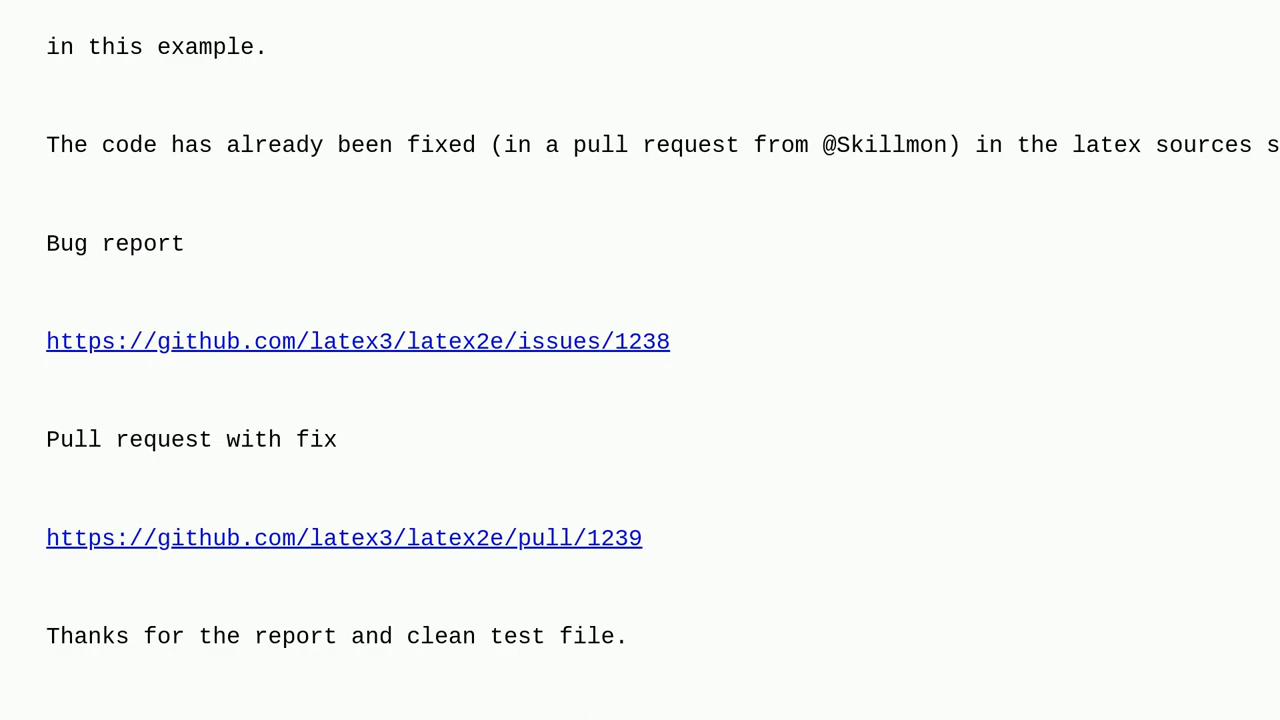 in this example.
The code has already been fixed (in a pull request from @Skillmon) in the latex sources
Bug report
https://github.com/latex3/latex2e/issues/1238
Pull request with fix
https://github.com/latex3/latex2e/pull/1239
Thanks for the report and clean test file.